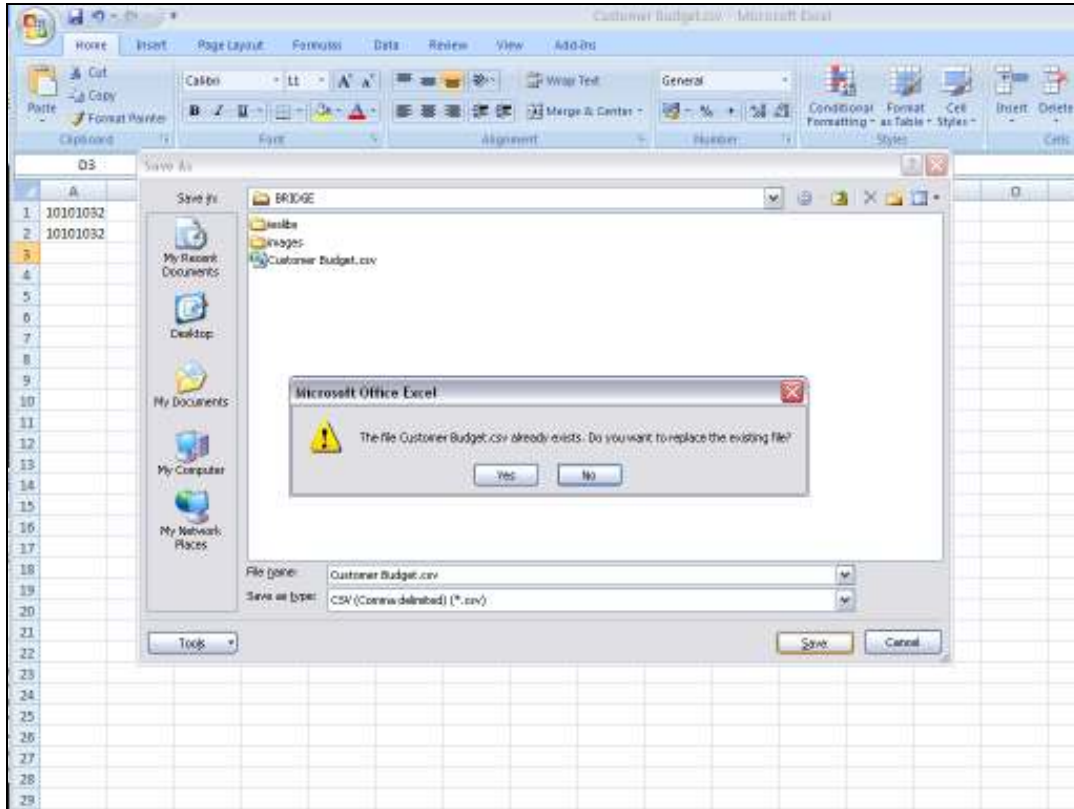 Customer Budget.csv - Microsoft Excel
Home Insert Page Layout Formulas Data Review View Add-Ins
Cut
Copy
Paste
Format Painter
Calibri 11
B I U
Wrap Text
Merge & Center
General
Conditional Formatting
Format as Table
Cell Styles
Insert
Delete
Clipboard Font Alignment Number Styles Cells
D3
Save As
A
O
1 10101032
2 10101032
3
4
5
6
7
8
9
10
11
12
13
14
15
16
17
18
19
20
21
22
23
24
25
26
27
28
29
Save in: BRIDGE
images
Customer Budget.csv
My Recent Documents
Desktop
My Documents
My Computer
My Network Places
Microsoft Office Excel
The file Customer Budget.csv already exists. Do you want to replace the existing file?
Yes No
File name: Customer Budget.csv
Save as type: CSV (Comma delimited) (*.csv)
Tools
Save Cancel